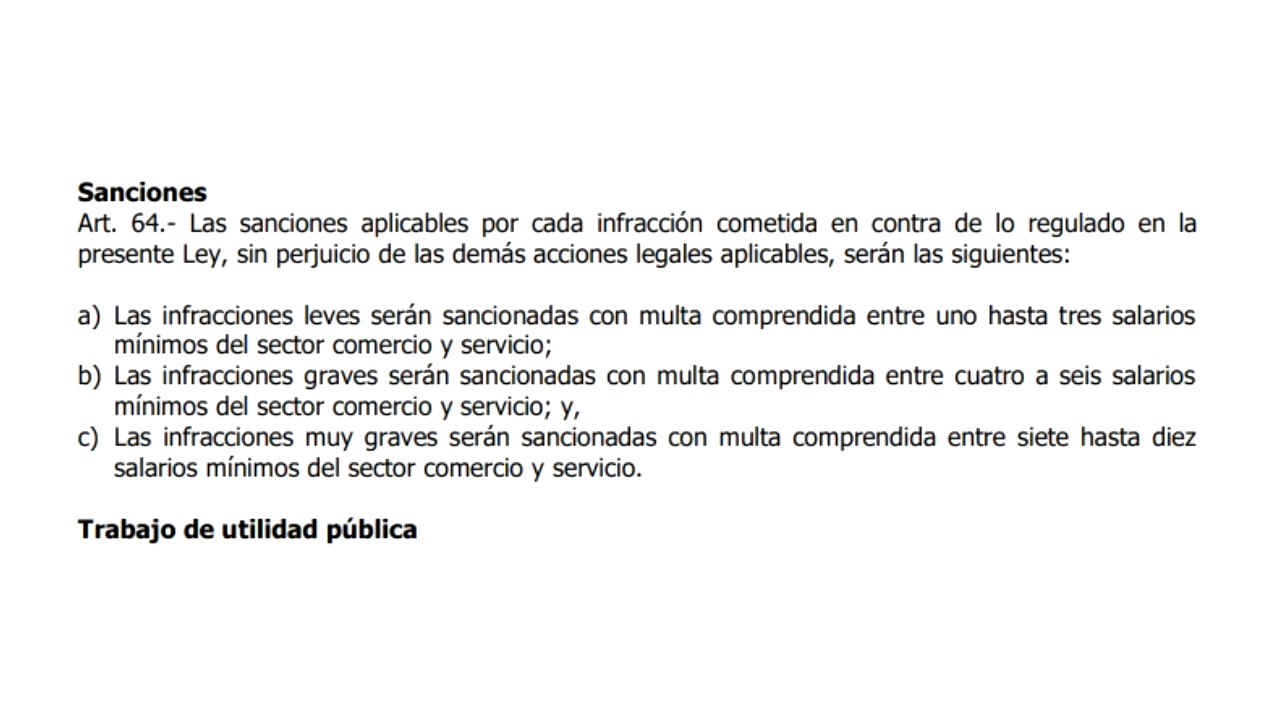 Sanciones
Art. 64.- Las sanciones aplicables por cada infracción cometida en contra de lo regulado en la
presente Ley, sin perjuicio de las demás acciones legales aplicables, serán las siguientes:
a) Las infracciones leves serán sancionadas con multa comprendida entre uno hasta tres salarios
mínimos del sector comercio y servicio;
b) Las infracciones graves serán sancionadas con multa comprendida entre cuatro a seis salarios
mínimos del sector comercio y servicio; y,
c) Las infracciones muy graves serán sancionadas con multa comprendida entre siete hasta diez
salarios mínimos del sector comercio y servicio.
Trabajo de utilidad pública